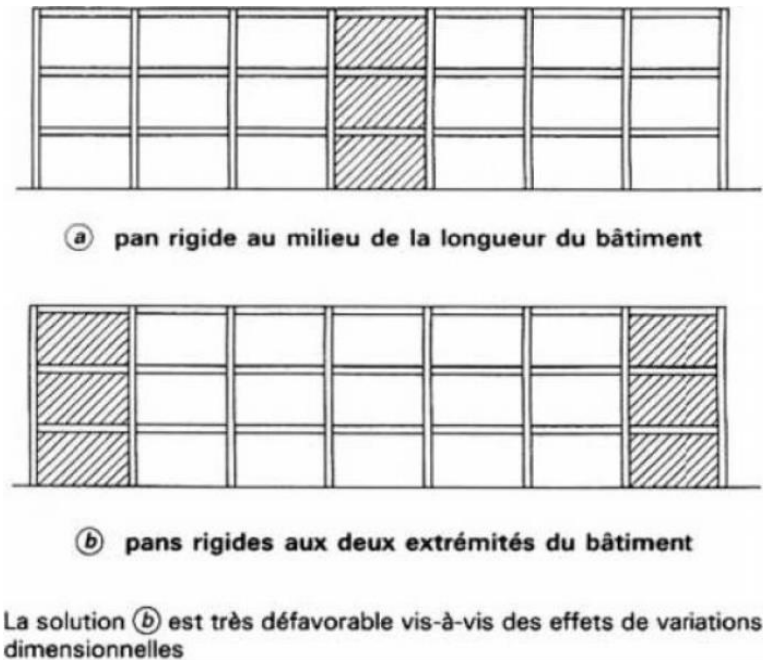 ⓐ pan rigide au milieu de la longueur du bâtiment
ⓑ pans rigides aux deux extrémités du bâtiment
La solution ⓑ est très défavorable vis-à-vis des effets de variations
dimensionnelles